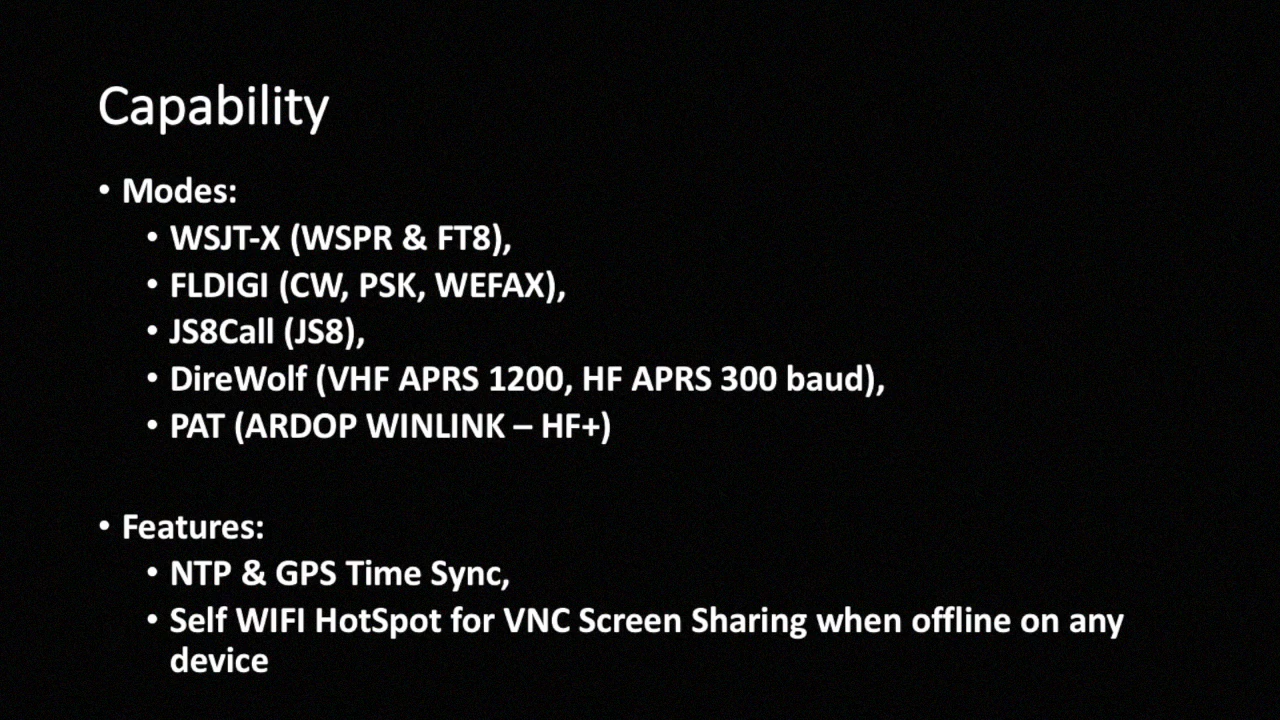 Capability
• Modes:
• WSJT-X (WSPR & FT8),
• FLDIGI (CW, PSK, WEFAX),
• JS8Call (JS8),
• DireWolf (VHF APRS 1200, HF APRS 300 baud),
• PAT (ARDOP WINLINK – HF+)
• Features:
• NTP & GPS Time Sync,
• Self WIFI HotSpot for VNC Screen Sharing when offline on any
device